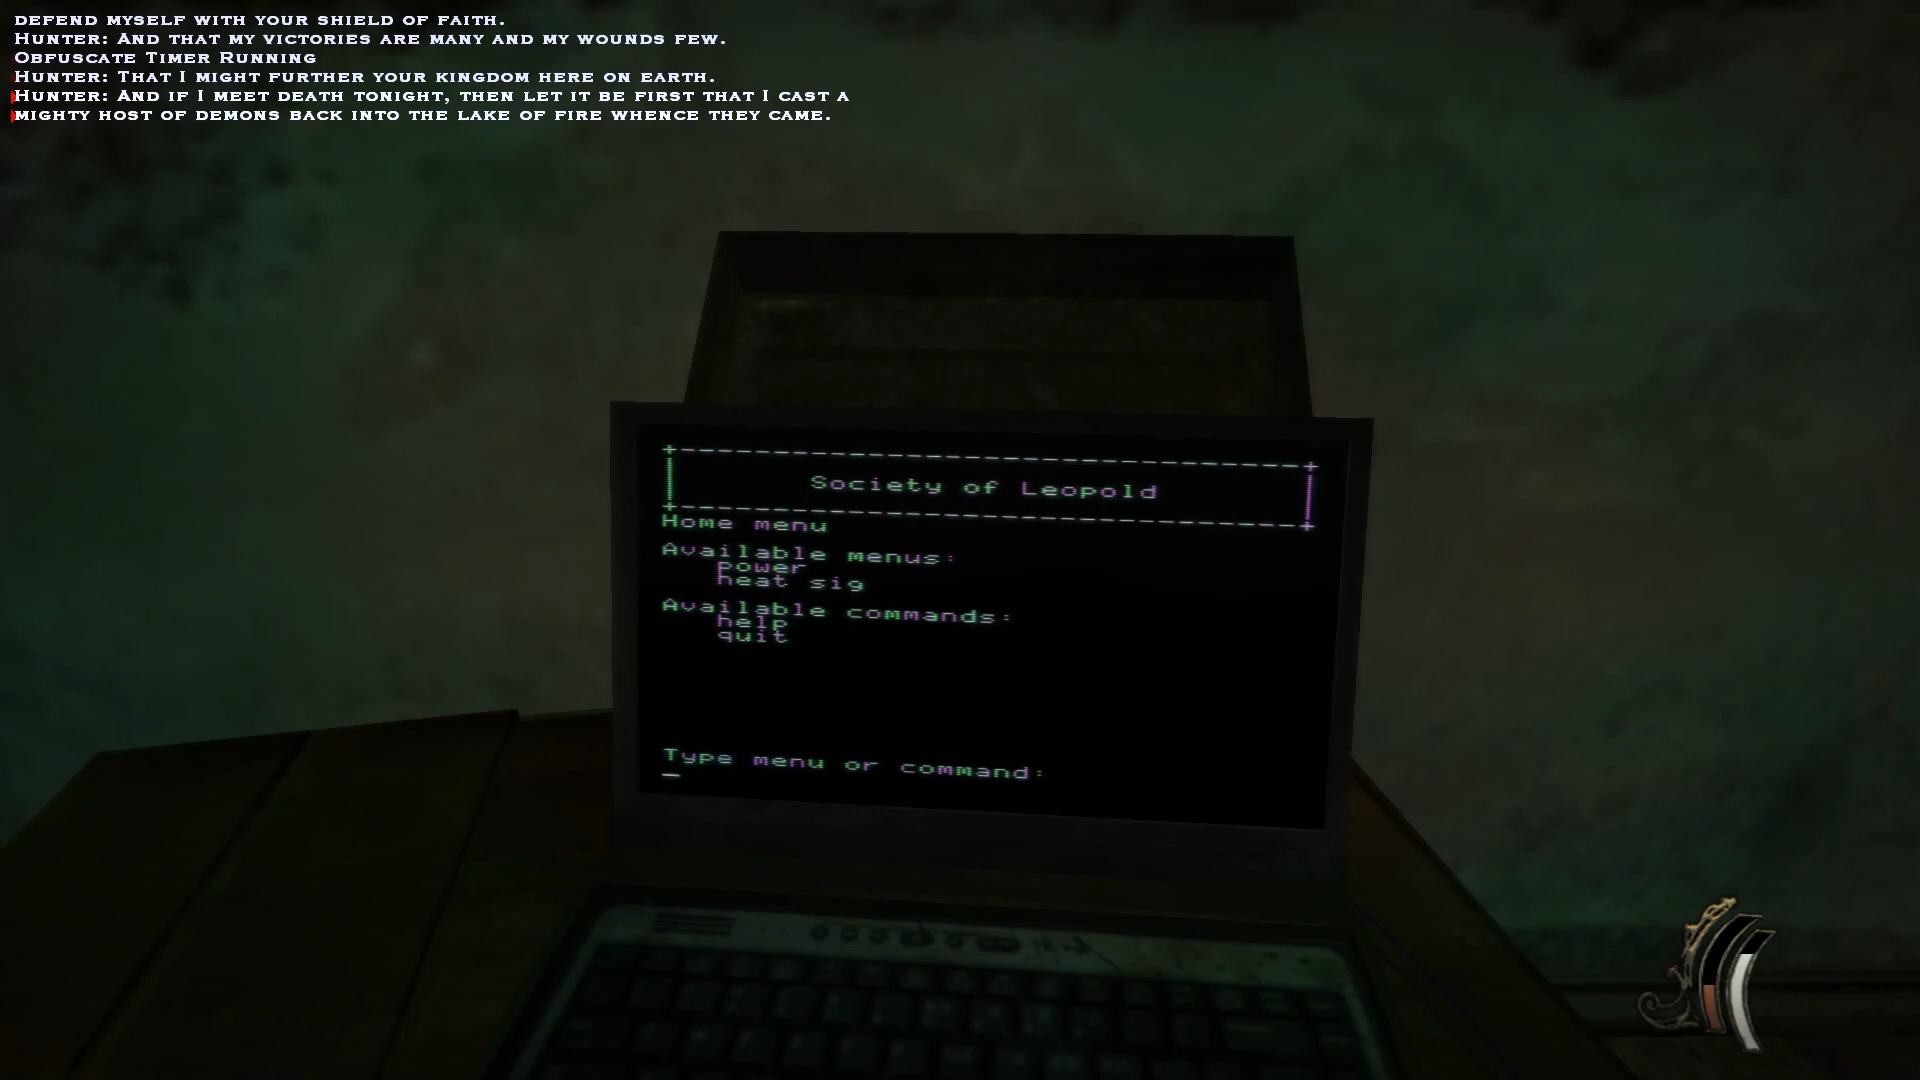 DEFEND MYSELF WITH YOUR SHIELD OF FAITH.
HUNTER: AND THAT MY VICTORIES ARE MANY AND MY WOUNDS FEW.
OBFUSCATE TIMER RUNNING
HUNTER: THAT I MIGHT FURTHER YOUR KINGDOM HERE ON EARTH.
HUNTER: AND IF I MEET DEATH TONIGHT, THEN LET IT BE FIRST THAT I CAST A
MIGHTY HOST OF DEMONS BACK INTO THE LAKE OF FIRE WHENCE THEY CAME.
Society of Leopold
Home menu
Available menus:
power
heat sig
Available commands:
help
quit
Type menu or command: